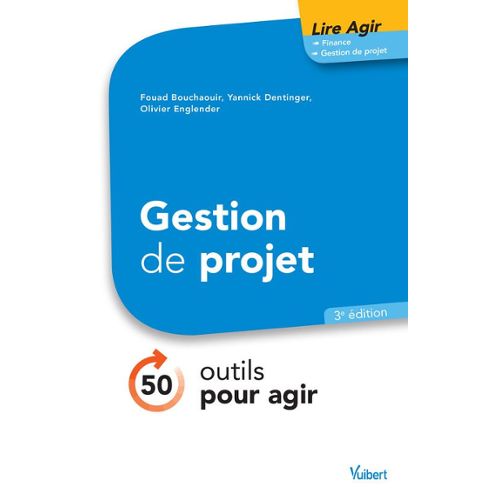 Lire Agir
➟ Finance
➟ Gestion de projet
Fouad Bouchaouir, Yannick Dentinger,
Olivier Englender
Gestion
de projet
3e édition
50
outils
pour agir
Vuibert